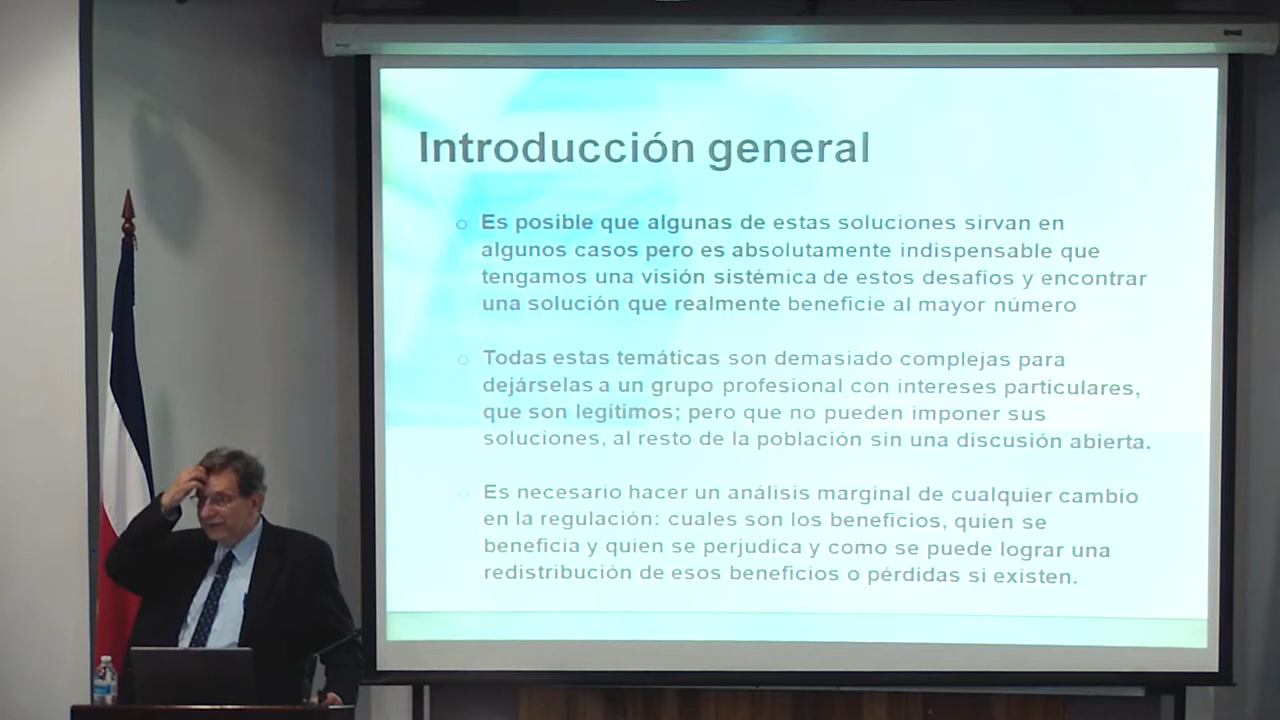 Introducción general
Es posible que algunas de estas soluciones sirvan en
algunos casos pero es absolutamente indispensable que
tengamos una visión sistémica de estos desafíos y encontrar
una solución que realmente beneficie al mayor número
Todas estas temáticas son demasiado complejas para
dejárselas a un grupo profesional con intereses particulares,
que son legítimos; pero que no pueden imponer sus
soluciones, al resto de la población sin una discusión abierta.
Es necesario hacer un análisis marginal de cualquier cambio
en la regulación: cuales son los beneficios, quien se
beneficia y quien se perjudica y como se puede lograr una
redistribución de esos beneficios o pérdidas si existen.